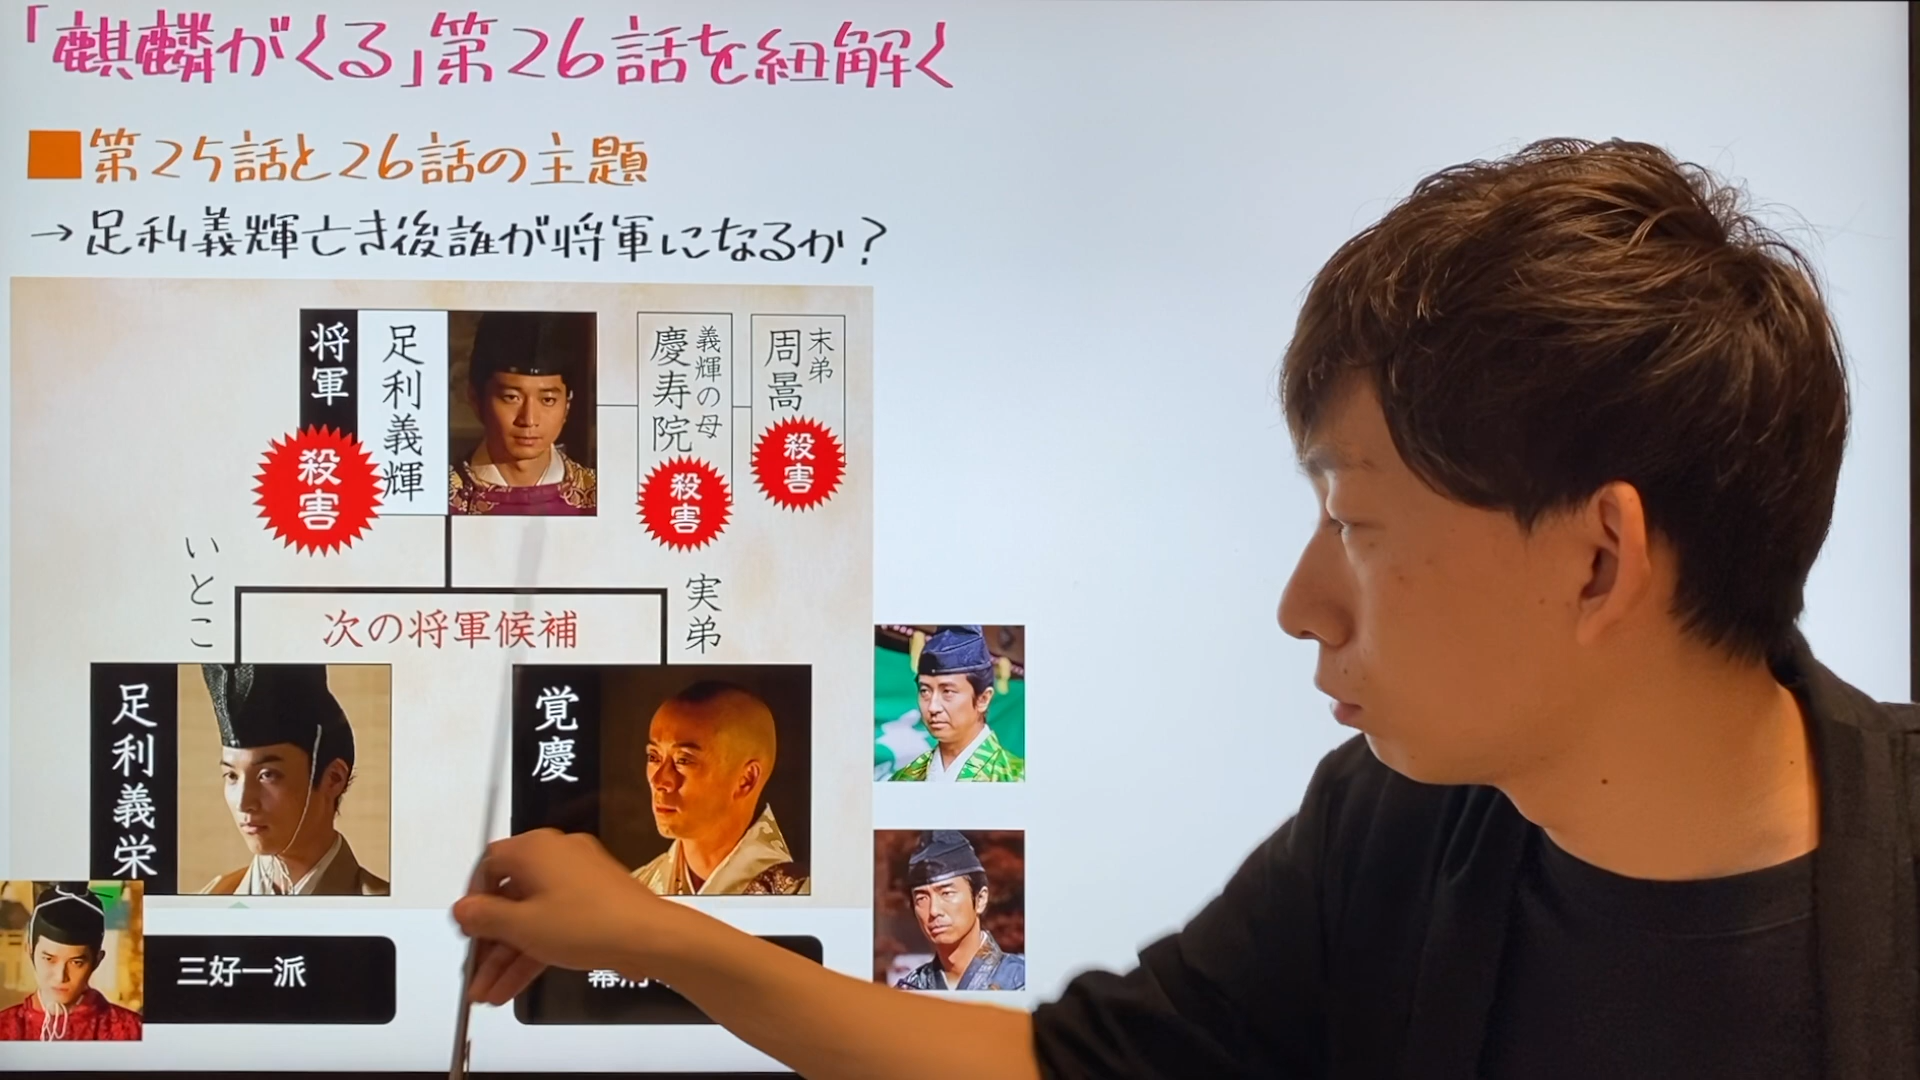 「麒麟がくる」第26話を紐解く
■第25話と26話の主題
→足利義輝亡き後誰が将軍になるか?
将軍
足利義輝
殺害
義輝の母
慶寿院
殺害
末弟
周暠
殺害
いとこ
次の将軍候補
実弟
足利義栄
覚慶
三好一派